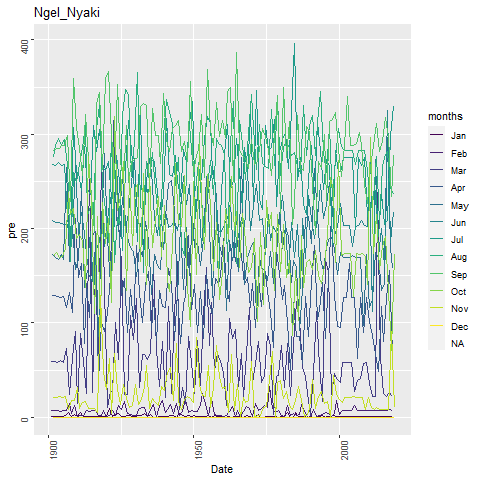 Ngel_Nyaki
400
300
200
100
0
pre
1900
1950
2000
Date
months
Jan
Feb
Mar
Apr
May
Jun
Jul
Aug
Sep
Oct
Nov
Dec
NA